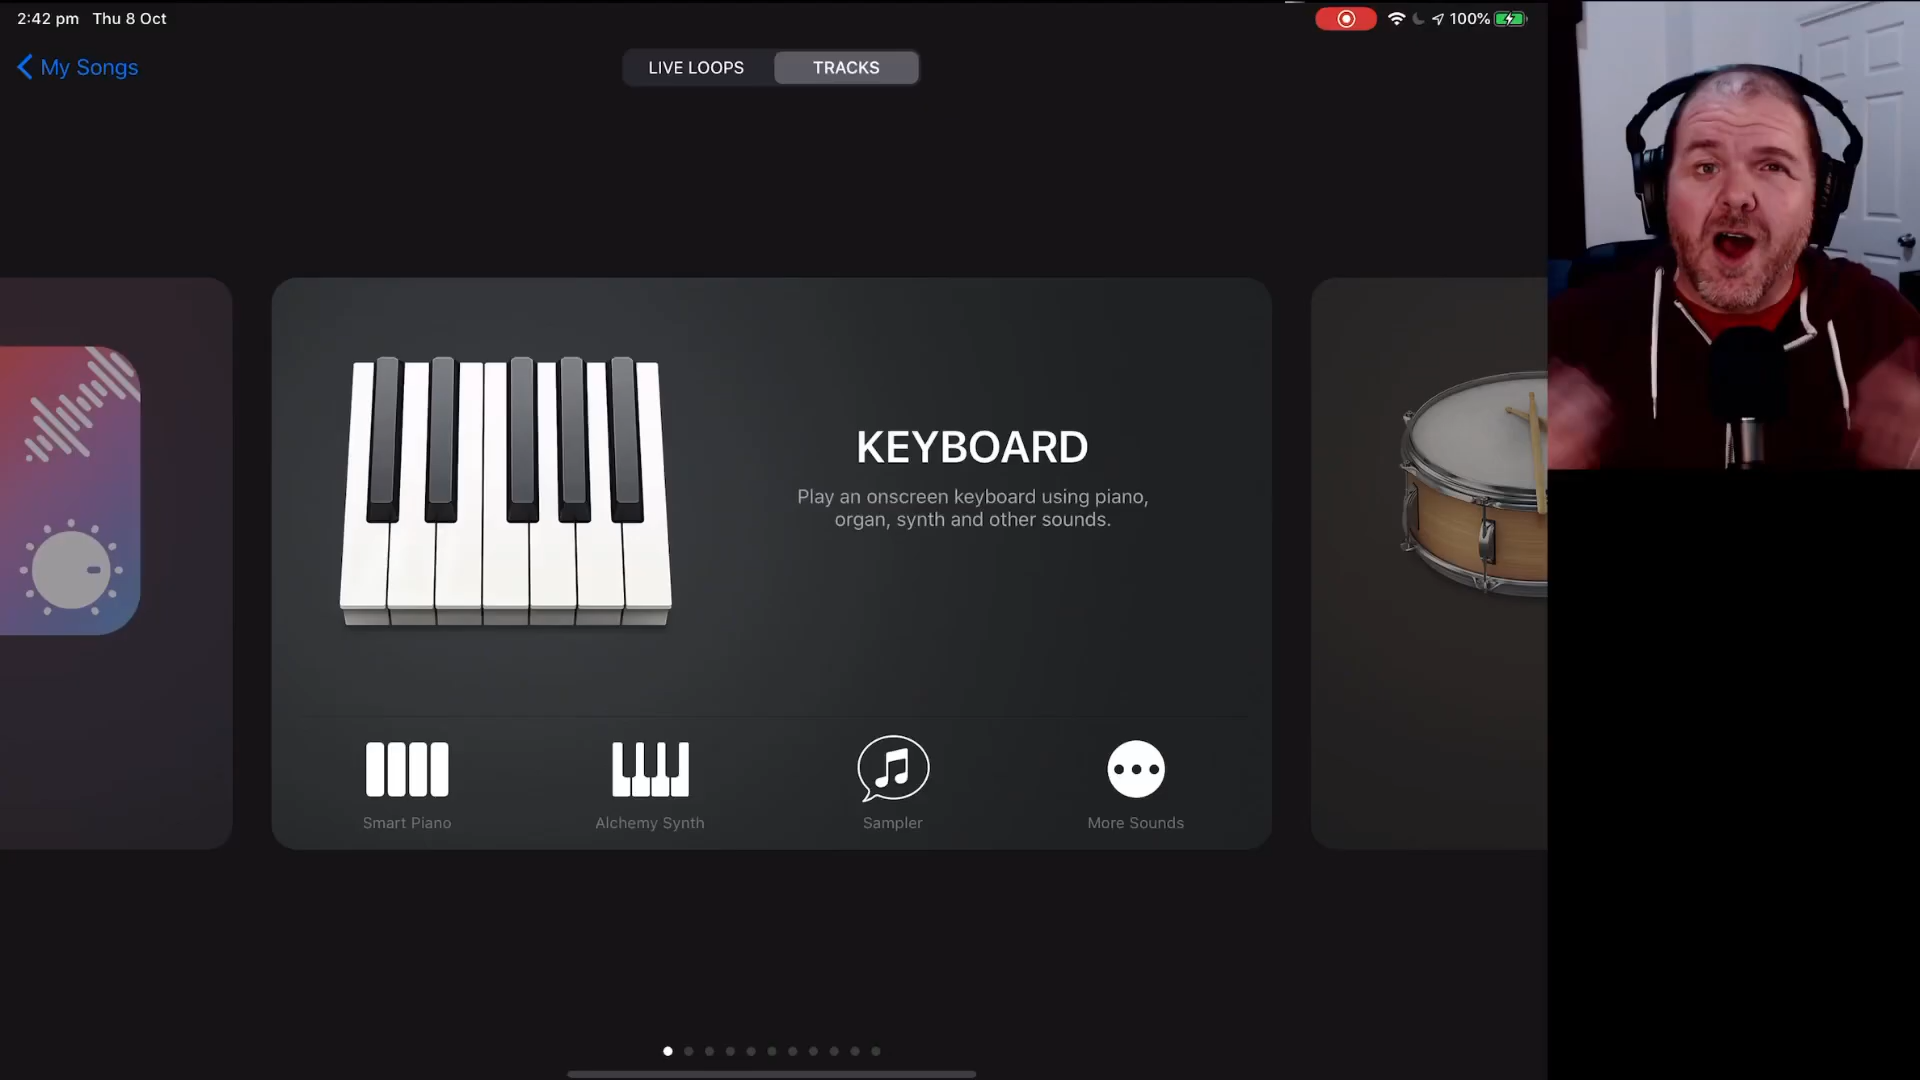 2:42 pm Thu 8 Oct
100%
My Songs
LIVE LOOPS
TRACKS
KEYBOARD
Play an onscreen keyboard using piano,
organ, synth and other sounds.
Smart Piano
Alchemy Synth
Sampler
More Sounds